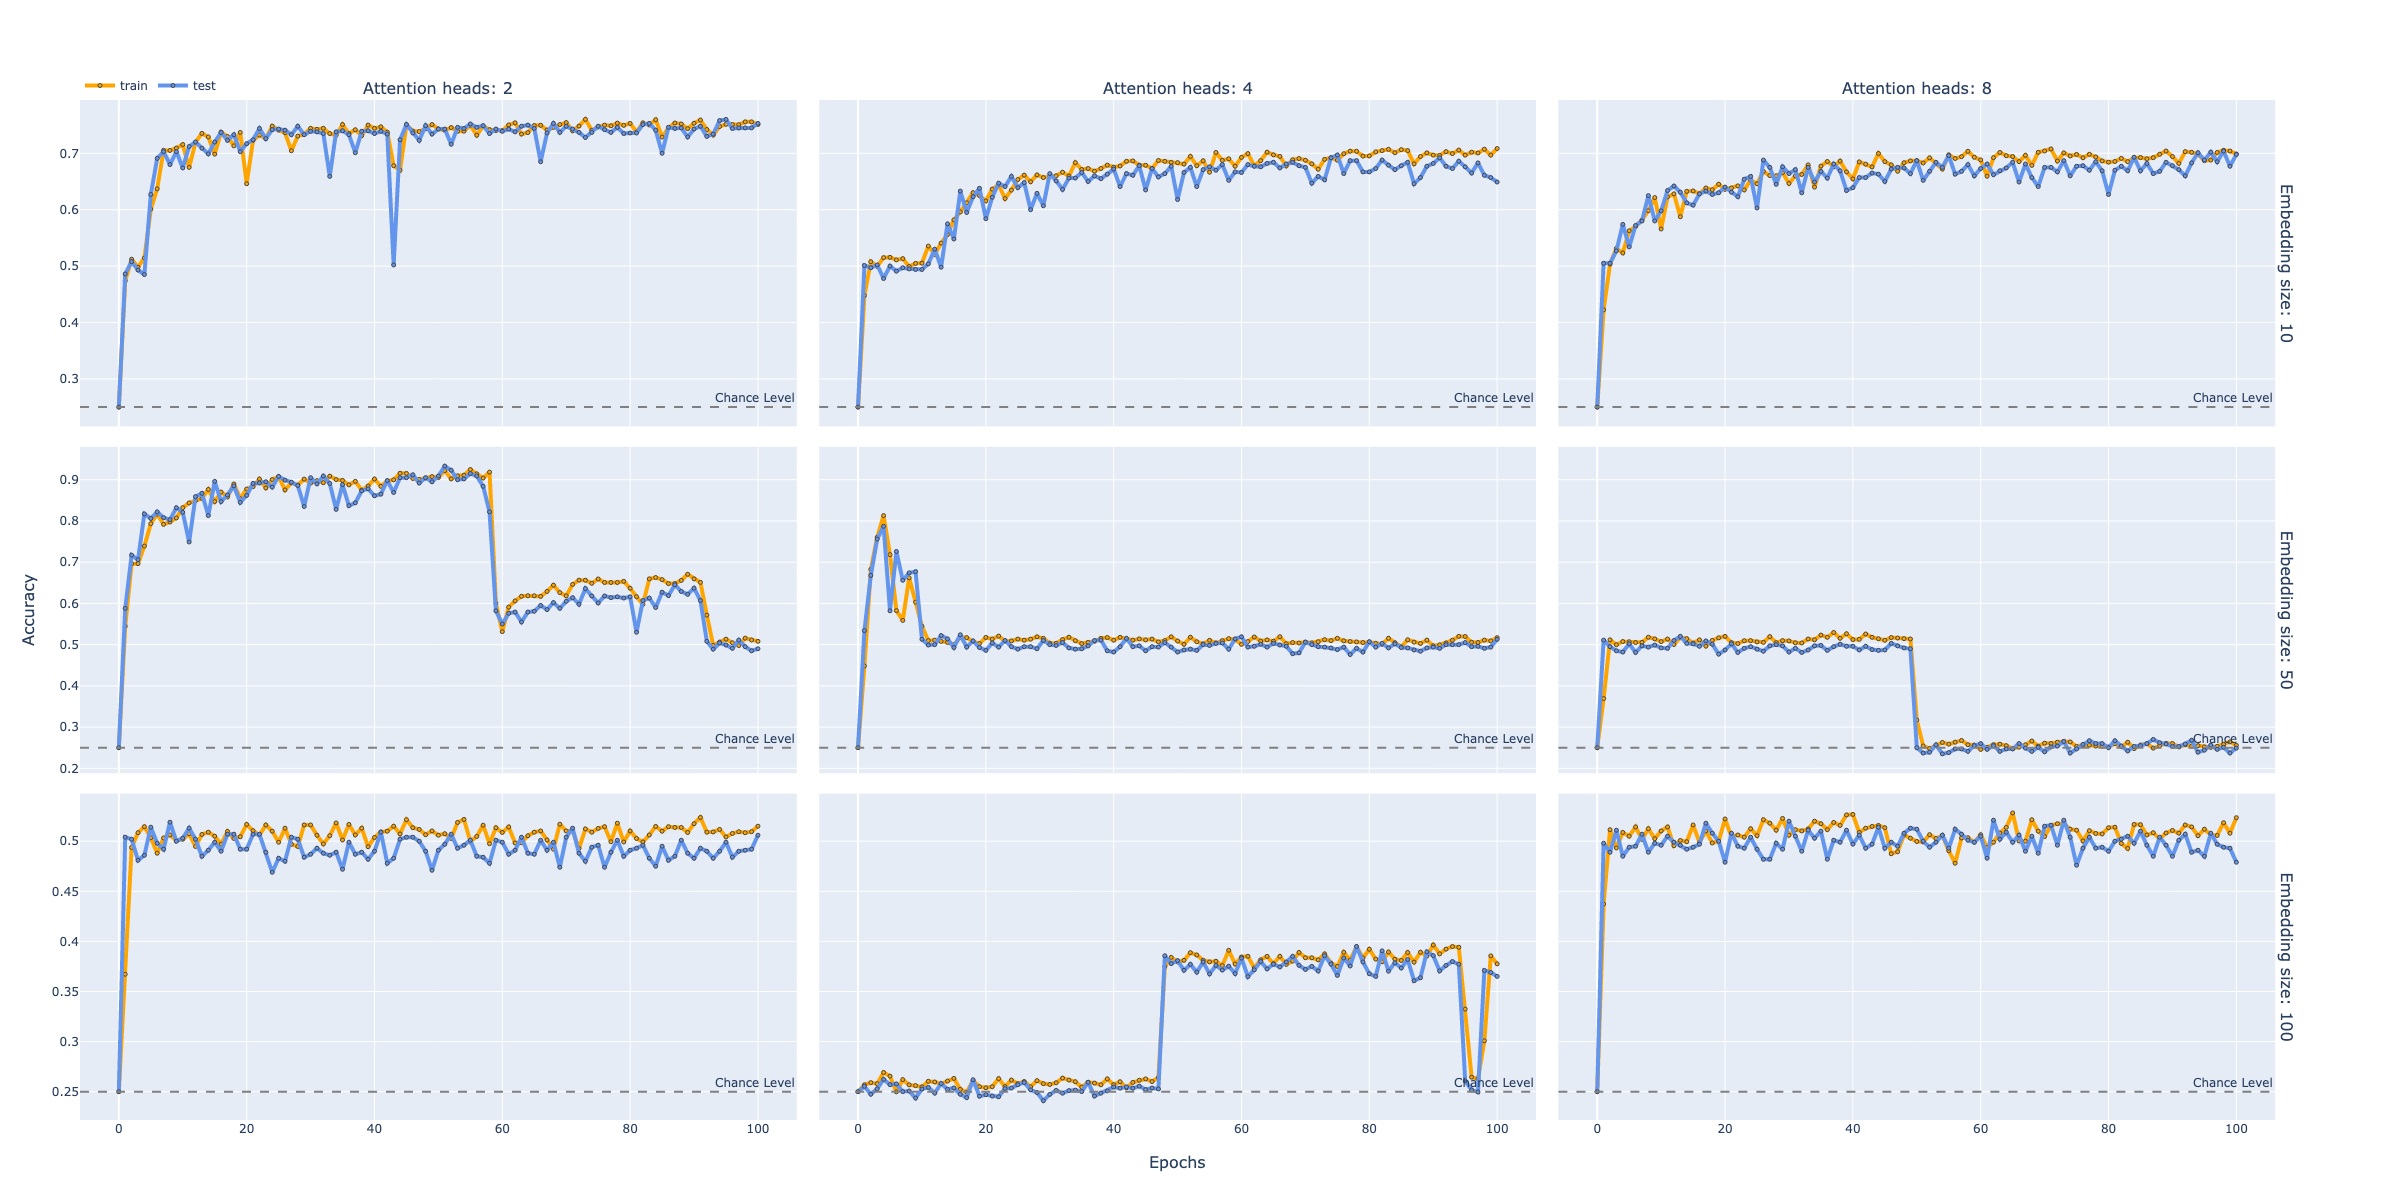 train test
Attention heads: 2 Attention heads: 4 Attention heads: 8
0.7
0.6
0.5
0.4
0.3
Chance Level Chance Level Chance Level
Embedding size: 10
0.9
0.8
0.7
0.6
0.5
0.4
0.3
0.2
Chance Level Chance Level Chance Level
Embedding size: 50
Accuracy
0.5
0.45
0.4
0.35
0.3
0.25
Chance Level Chance Level Chance Level
Embedding size: 100
0 20 40 60 80 100 0 20 40 60 80 100 0 20 40 60 80 100
Epochs